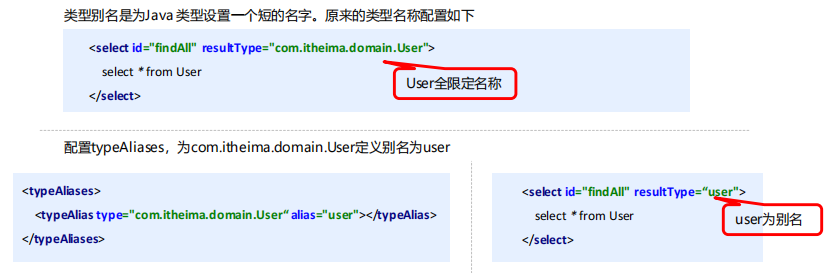 类型别名是为Java 类型设置一个短的名字。原来的类型名称配置如下
<select id="findAll" resultType="com.itheima.domain.User">
select * from User
</select>
User全限定名称
配置typeAliases，为com.itheima.domain.User定义别名为user
<typeAliases>
<typeAlias type="com.itheima.domain.User“ alias="user"></typeAlias>
</typeAliases>
<select id="findAll" resultType=“user">
select * from User
</select>
user为别名